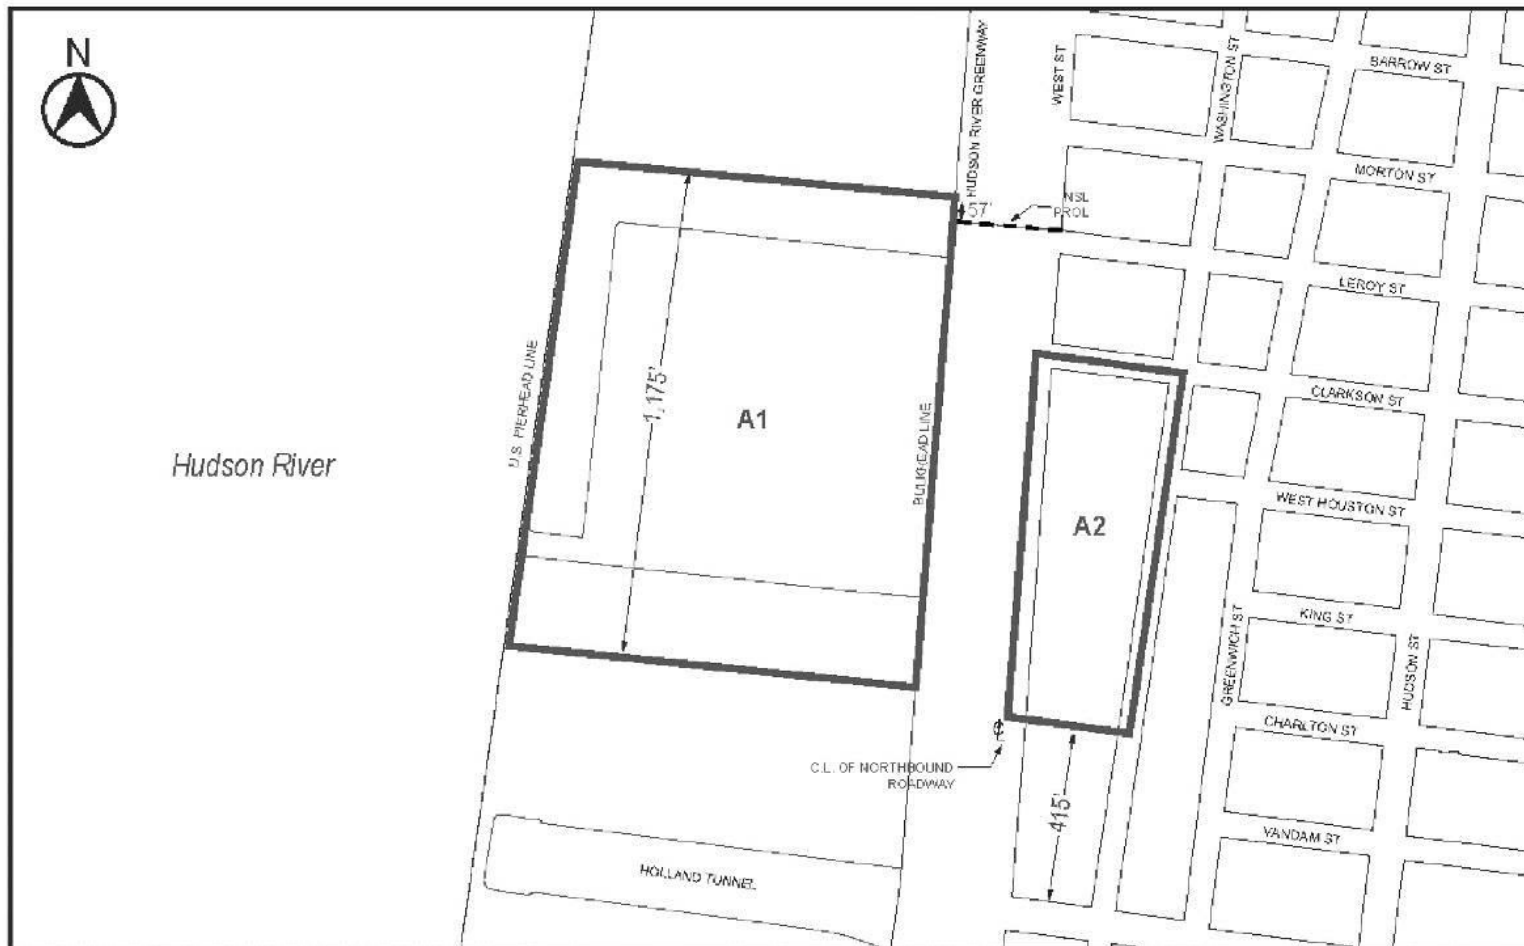 N
HUDSON RIVER GREENWAY
WEST ST
WASHINGTON ST
BARROW ST
MORTON ST
NSL
PROL
57'
LEROY ST
U.S. PIERHEAD LINE
1,175'
A1
BULKHEAD LINE
CLARKSON ST
Hudson River
WEST HOUSTON ST
A2
KING ST
GREENWICH ST
HUDSON ST
CHARLTON ST
C.L. OF NORTHBOUND
ROADWAY
415'
VANDAM ST
HOLLAND TUNNEL